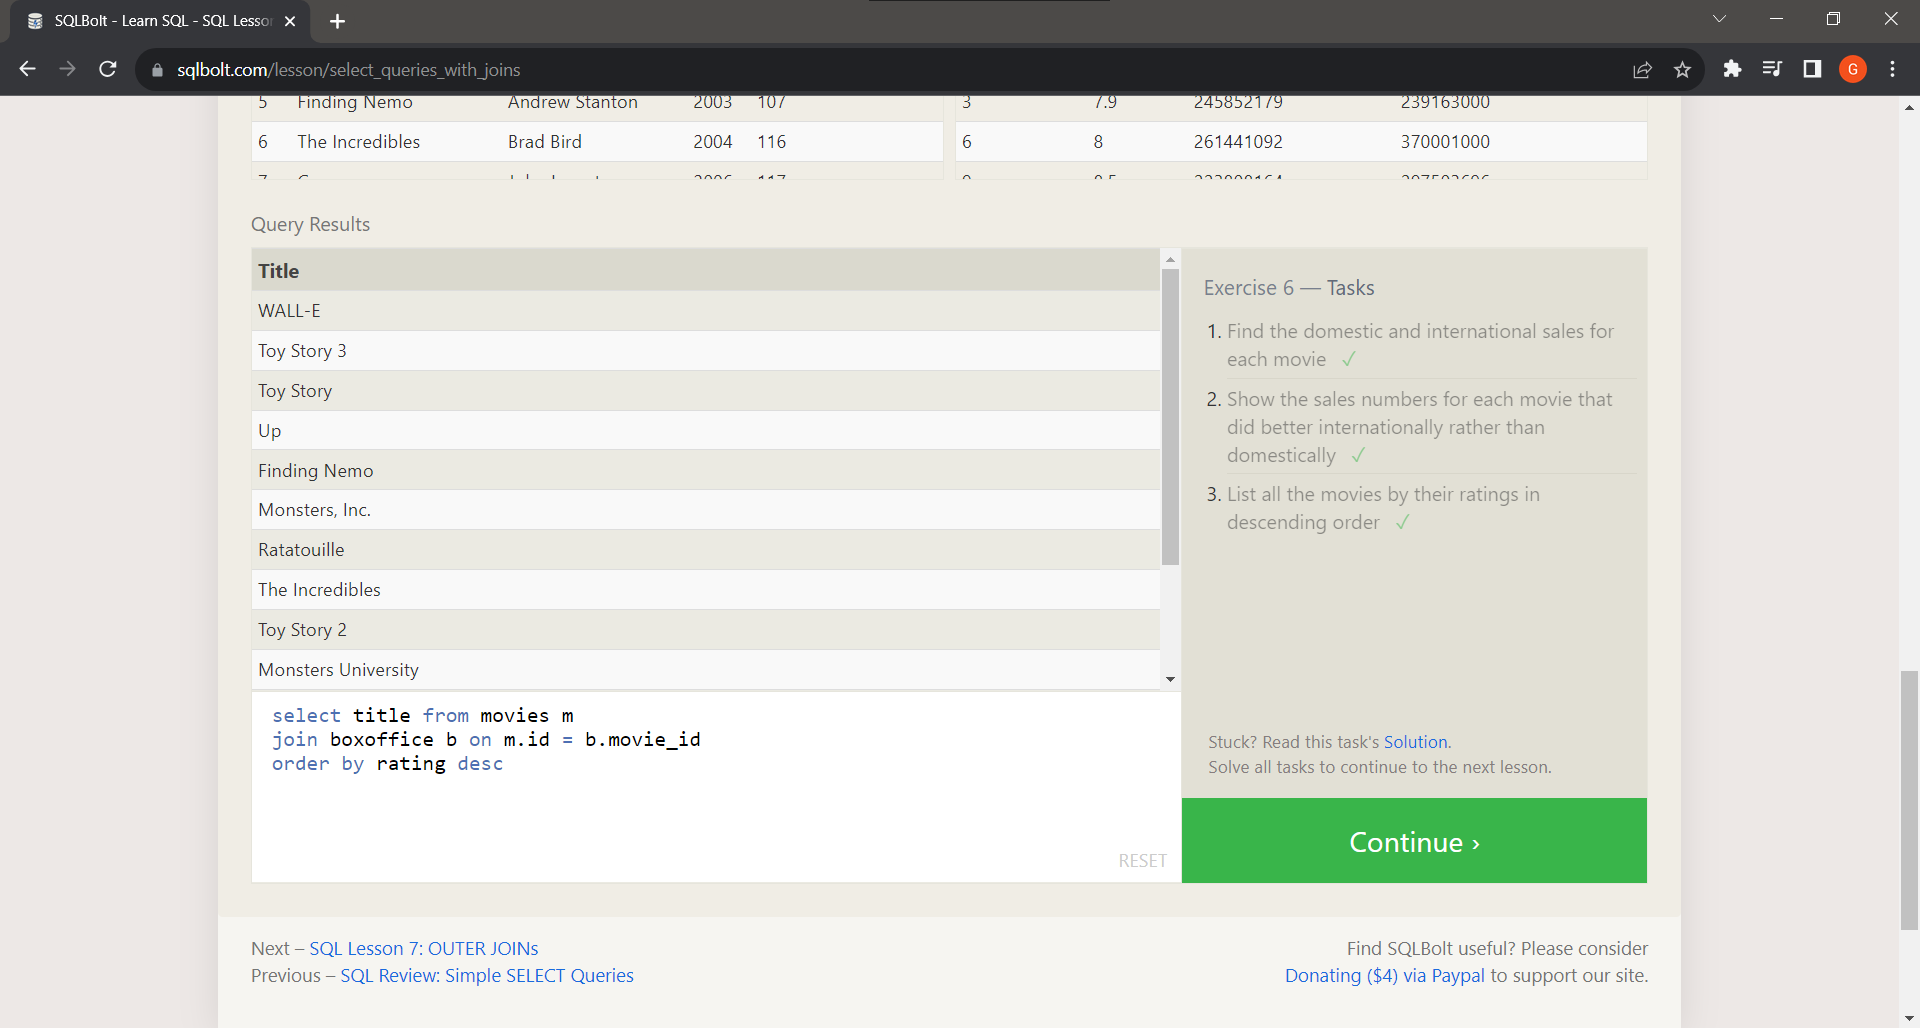 SQLBolt - Learn SQL - SQL Lesso
sqlbolt.com/lesson/select_queries_with_joins
G
5 Finding Nemo Andrew Stanton 2003 107 3 7.9 245852179 239163000
6 The Incredibles Brad Bird 2004 116 6 8 261441092 370001000
Query Results
Title
WALL-E
Toy Story 3
Toy Story
Up
Finding Nemo
Monsters, Inc.
Ratatouille
The Incredibles
Toy Story 2
Monsters University
select title from movies m
join boxoffice b on m.id = b.movie_id
order by rating desc
RESET
Exercise 6 — Tasks
1. Find the domestic and international sales for
each movie ✓
2. Show the sales numbers for each movie that
did better internationally rather than
domestically ✓
3. List all the movies by their ratings in
descending order ✓
Stuck? Read this task's Solution.
Solve all tasks to continue to the next lesson.
Continue ›
Next – SQL Lesson 7: OUTER JOINs
Previous – SQL Review: Simple SELECT Queries
Find SQLBolt useful? Please consider
Donating ($4) via Paypal to support our site.